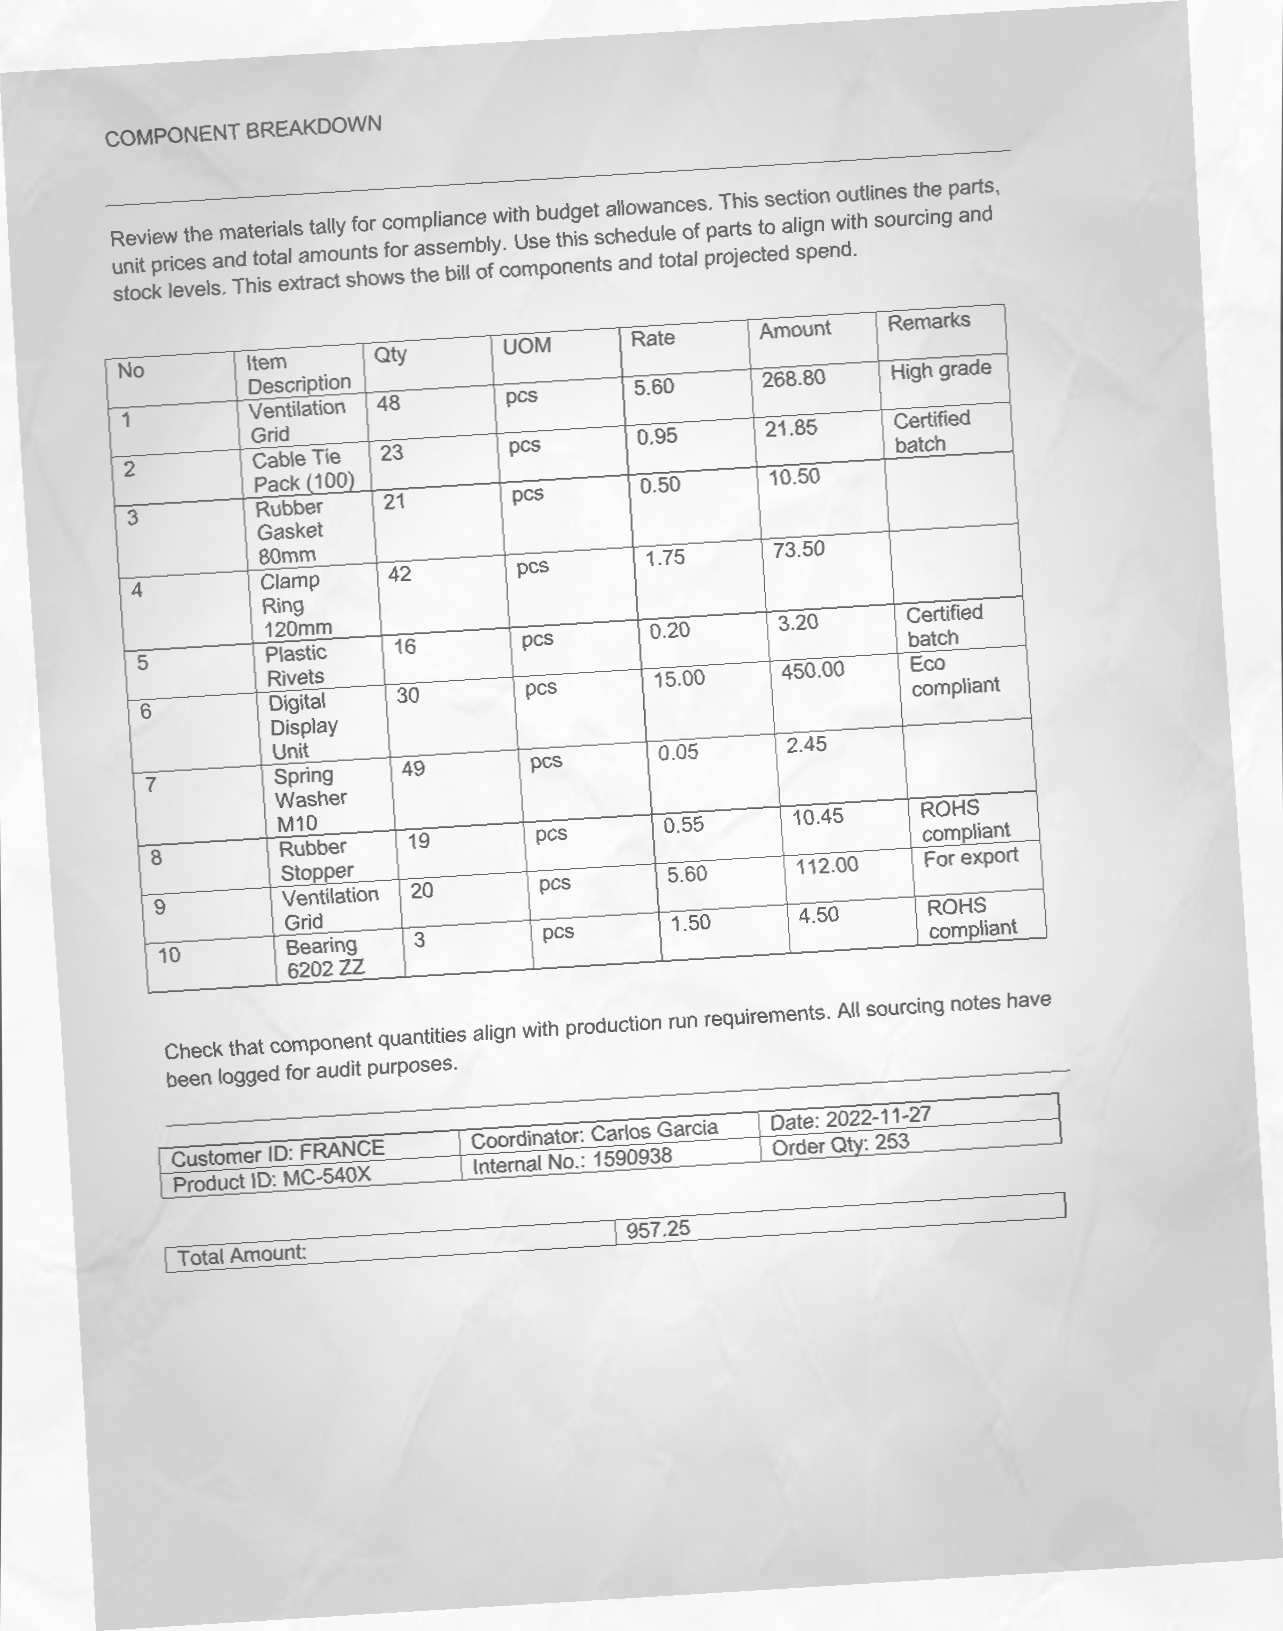 COMPONENT BREAKDOWN
Review the materials tally for compliance with budget allowances. This section outlines the parts,
unit prices and total amounts for assembly. Use this schedule of parts to align with sourcing and
stock levels. This extract shows the bill of components and total projected spend.
No Item Description Qty UOM Rate Amount Remarks
1 Ventilation Grid 48 pcs 5.60 268.80 High grade
2 Cable Tie Pack (100) 23 pcs 0.95 21.85 Certified batch
3 Rubber Gasket 80mm 21 pcs 0.50 10.50
4 Clamp Ring 120mm 42 pcs 1.75 73.50
5 Plastic Rivets 16 pcs 0.20 3.20 Certified batch
6 Digital Display Unit 30 pcs 15.00 450.00 Eco compliant
7 Spring Washer M10 49 pcs 0.05 2.45
8 Rubber Stopper 19 pcs 0.55 10.45 ROHS compliant
9 Ventilation Grid 20 pcs 5.60 112.00 For export
10 Bearing 6202 ZZ 3 pcs 1.50 4.50 ROHS compliant
Check that component quantities align with production run requirements. All sourcing notes have
been logged for audit purposes.
Customer ID: FRANCE Coordinator: Carlos Garcia Date: 2022-11-27
Product ID: MC-540X Internal No.: 1590938 Order Qty: 253
Total Amount: 957.25